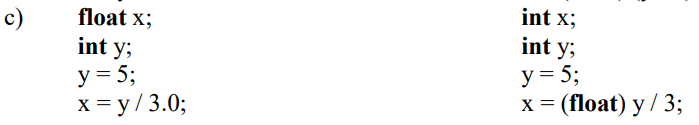 c) float x; int x;
int y; int y;
y = 5; y = 5;
x = y / 3.0; x = (float) y / 3;